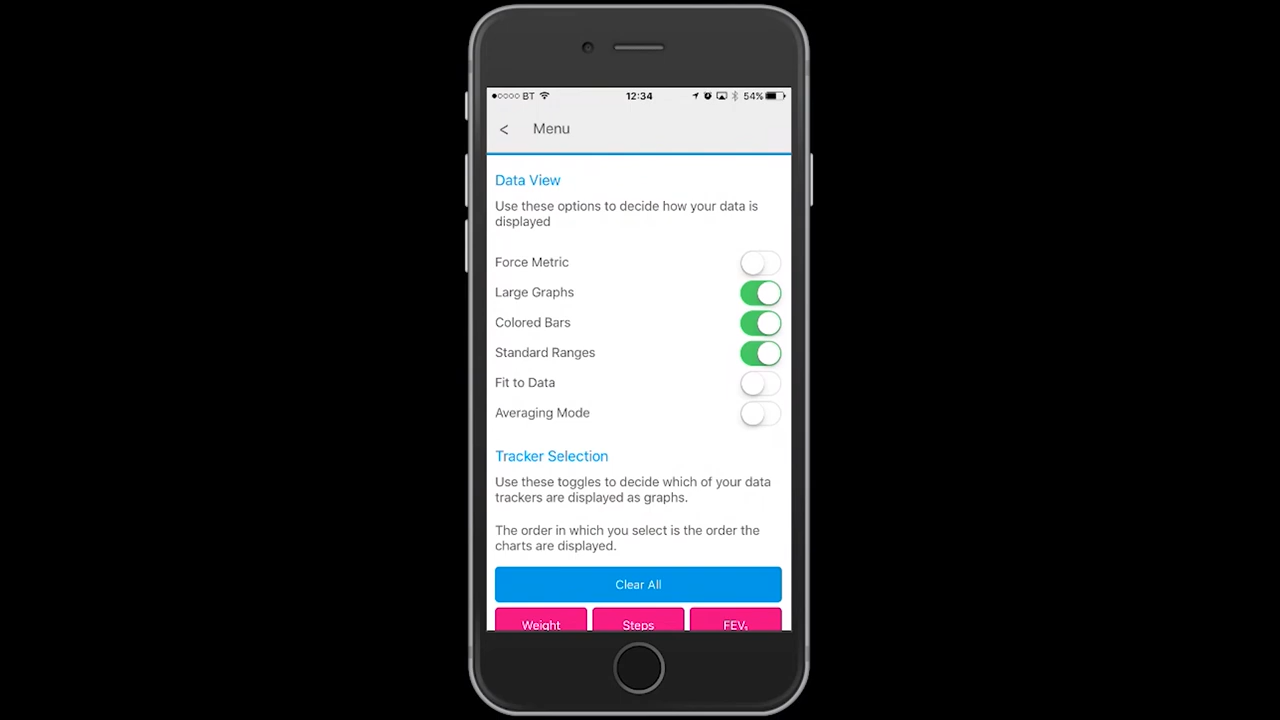 BT 12:34 54%
< Menu
Data View
Use these options to decide how your data is
displayed
Force Metric
Large Graphs
Colored Bars
Standard Ranges
Fit to Data
Averaging Mode
Tracker Selection
Use these toggles to decide which of your data
trackers are displayed as graphs.
The order in which you select is the order the
charts are displayed.
Clear All
Weight Steps FEV₁